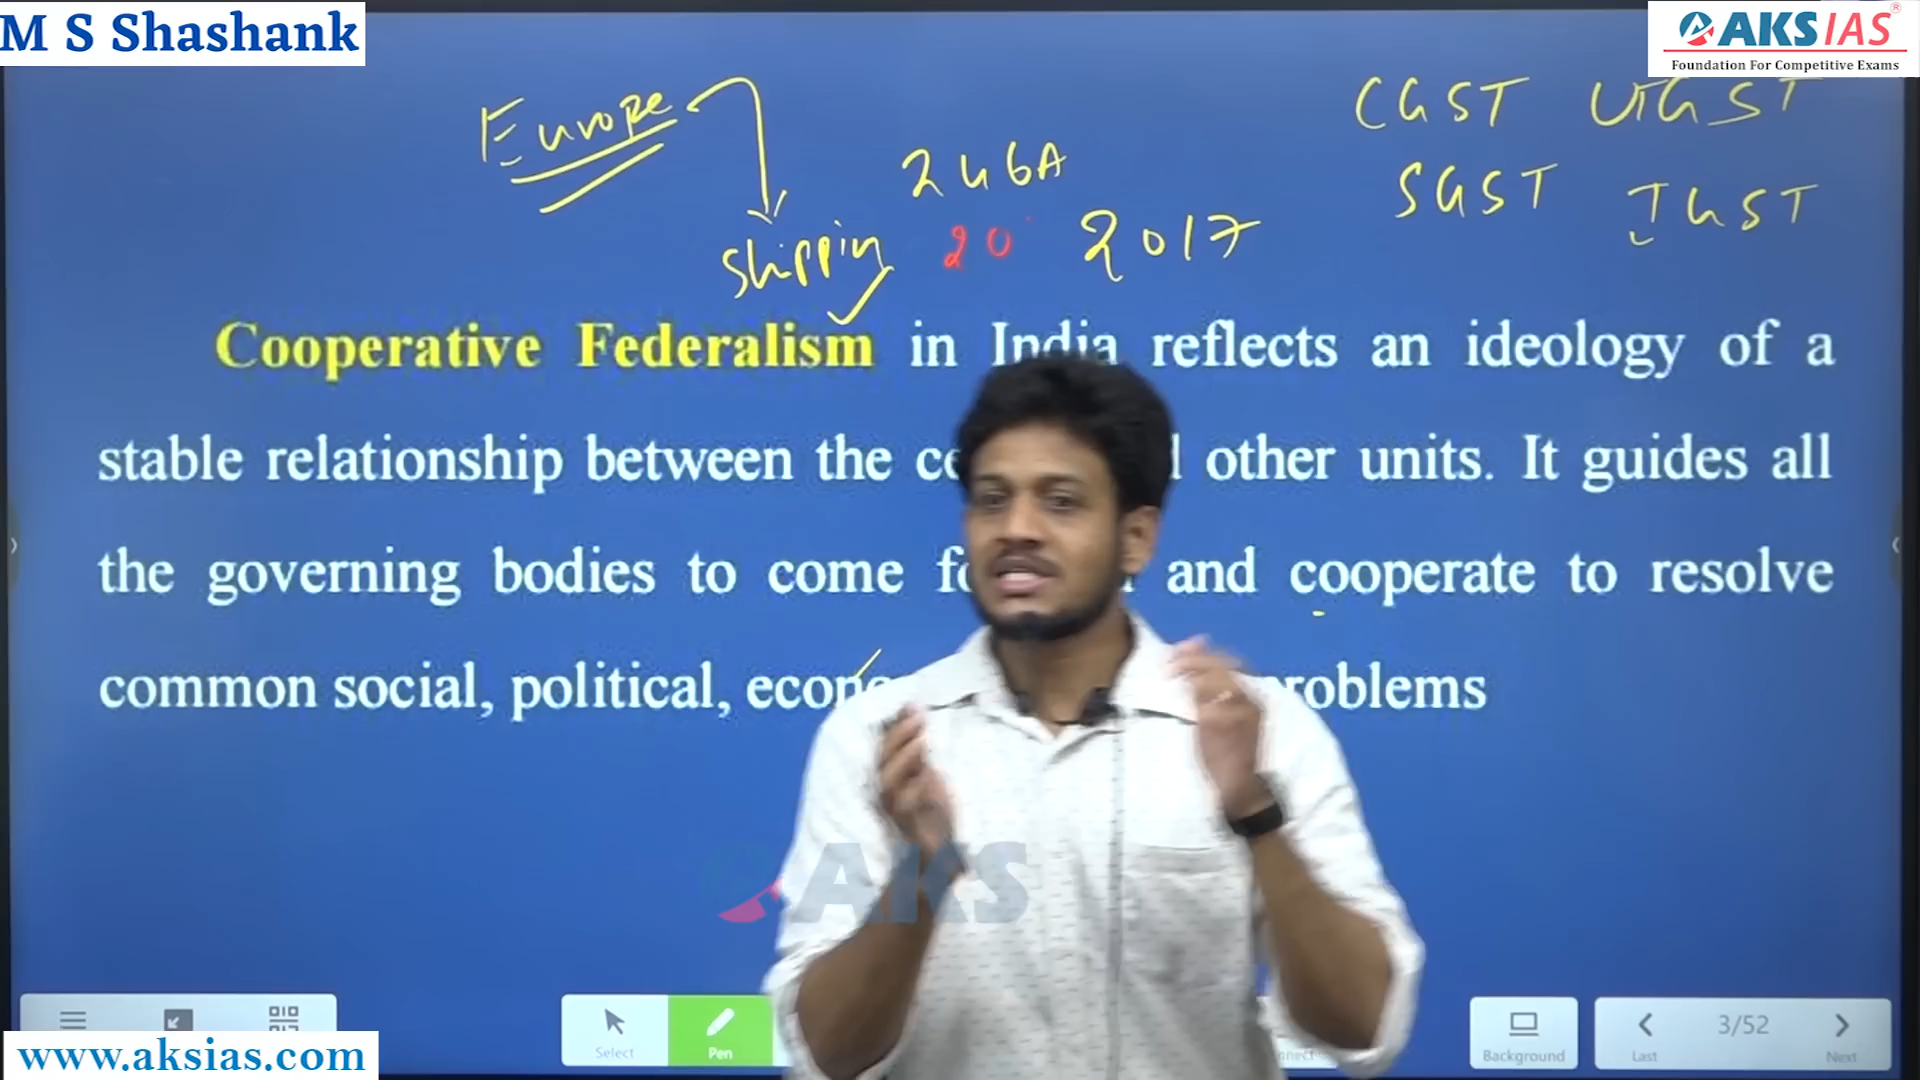 M S Shashank
AKS IAS®
Foundation For Competitive Exams
CGST UTGST
Europe
246A
SGST IGST
20 2017
Shipping
Cooperative Federalism in India reflects an ideology of a
stable relationship between the other units. It guides all
the governing bodies to come and cooperate to resolve
common social, political, problems
AKS
Select
Pen
Background
3/52
Last
Next
www.aksias.com